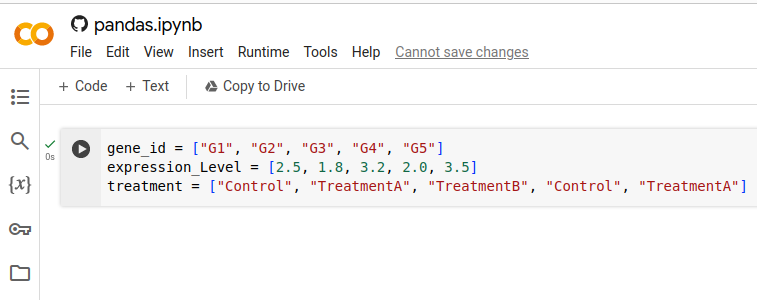 pandas.ipynb
File Edit View Insert Runtime Tools Help Cannot save changes
+ Code + Text Copy to Drive
gene_id = ["G1", "G2", "G3", "G4", "G5"]
0s
expression_Level = [2.5, 1.8, 3.2, 2.0, 3.5]
treatment = ["Control", "TreatmentA", "TreatmentB", "Control", "TreatmentA"]
{x}